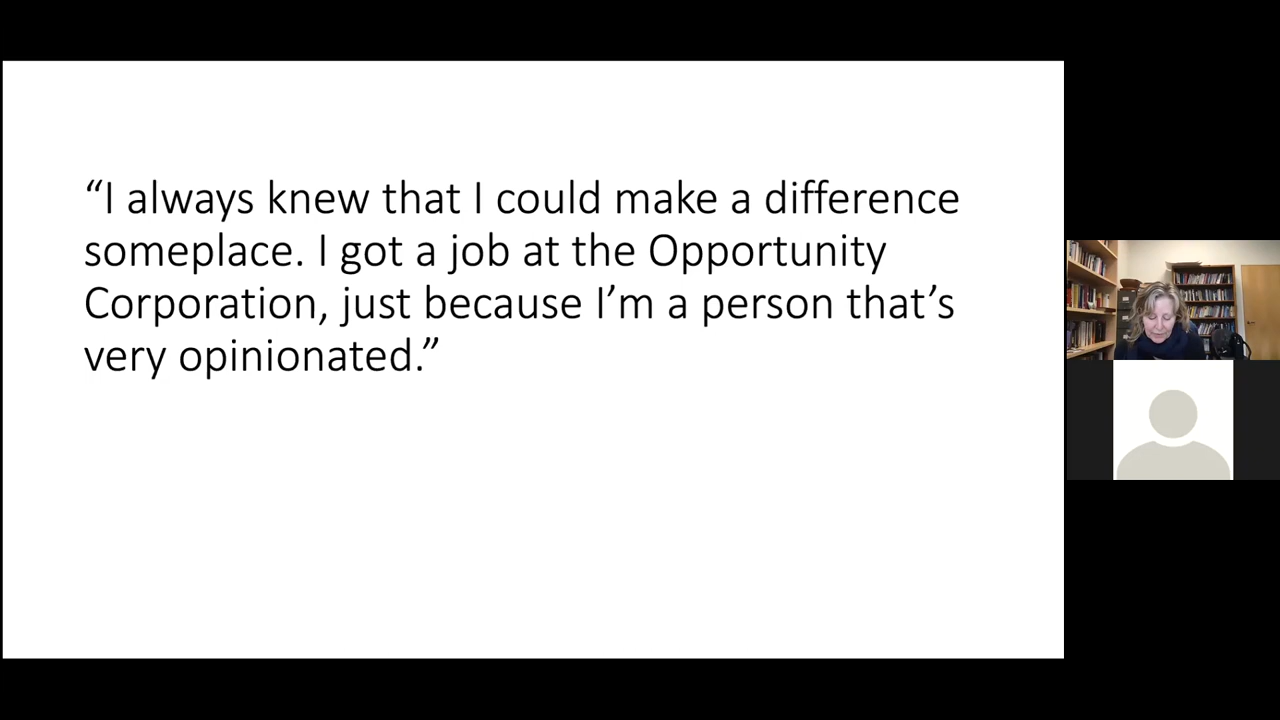 “I always knew that I could make a difference
someplace. I got a job at the Opportunity
Corporation, just because I’m a person that’s
very opinionated.”